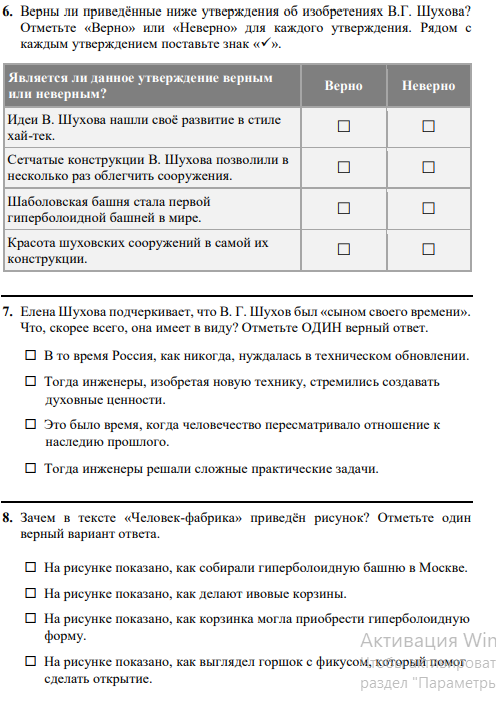 6. Верны ли приведённые ниже утверждения об изобретениях В.Г. Шухова?
Отметьте «Верно» или «Неверно» для каждого утверждения. Рядом с
каждым утверждением поставьте знак «✓».
Является ли данное утверждение верным
или неверным?
Верно
Неверно
Идеи В. Шухова нашли своё развитие в стиле
хай-тек.
☐ ☐
Сетчатые конструкции В. Шухова позволили в
несколько раз облегчить сооружения.
☐ ☐
Шаболовская башня стала первой
гиперболоидной башней в мире.
☐ ☐
Красота шуховских сооружений в самой их
конструкции.
☐ ☐
7. Елена Шухова подчеркивает, что В. Г. Шухов был «сыном своего времени».
Что, скорее всего, она имеет в виду? Отметьте ОДИН верный ответ.
☐ В то время Россия, как никогда, нуждалась в техническом обновлении.
☐ Тогда инженеры, изобретая новую технику, стремились создавать
духовные ценности.
☐ Это было время, когда человечество пересматривало отношение к
наследию прошлого.
☐ Тогда инженеры решали сложные практические задачи.
8. Зачем в тексте «Человек-фабрика» приведён рисунок? Отметьте один
верный вариант ответа.
☐ На рисунке показано, как собирали гиперболоидную башню в Москве.
☐ На рисунке показано, как делают ивовые корзины.
☐ На рисунке показано, как корзинка могла приобрести гиперболоидную
форму.
☐ На рисунке показано, как выглядел горшок с фикусом, который помог
сделать открытие.
Активация Win
Чтобы активироват
раздел "Параметры